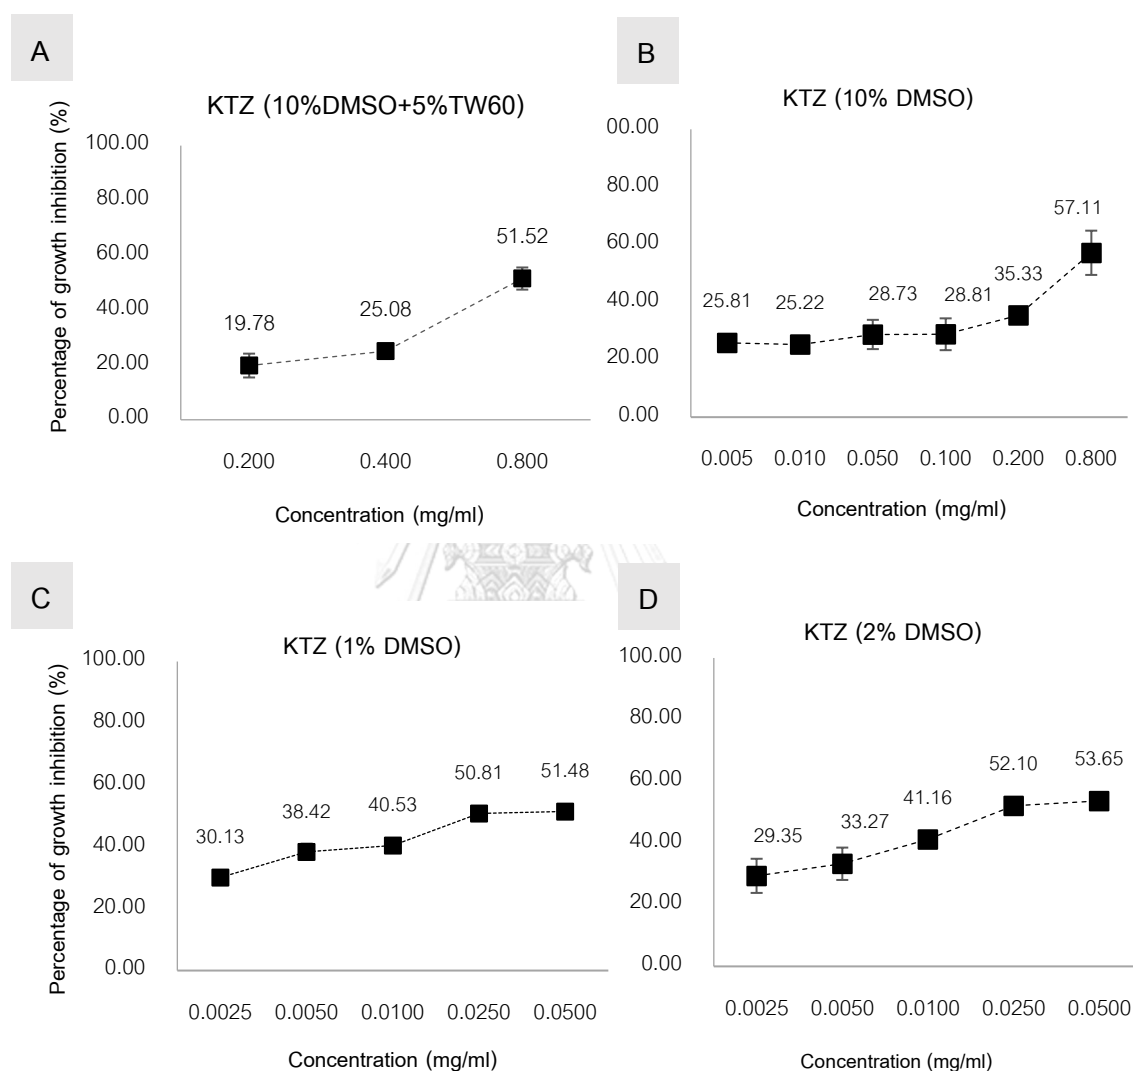 A
KTZ (10%DMSO+5%TW60)
Percentage of growth inhibition (%)
100.00
80.00
60.00
40.00
20.00
0.00
19.78
25.08
51.52
0.200 0.400 0.800
Concentration (mg/ml)
B
KTZ (10% DMSO)
00.00
80.00
60.00
40.00
20.00
0.00
25.81 25.22 28.73 28.81 35.33 57.11
0.005 0.010 0.050 0.100 0.200 0.800
Concentration (mg/ml)
C
KTZ (1% DMSO)
Percentage of growth inhibition (%)
100.00
80.00
60.00
40.00
20.00
0.00
30.13 38.42 40.53 50.81 51.48
0.0025 0.0050 0.0100 0.0250 0.0500
Concentration (mg/ml)
D
KTZ (2% DMSO)
100.00
80.00
60.00
40.00
20.00
0.00
29.35 33.27 41.16 52.10 53.65
0.0025 0.0050 0.0100 0.0250 0.0500
Concentration (mg/ml)